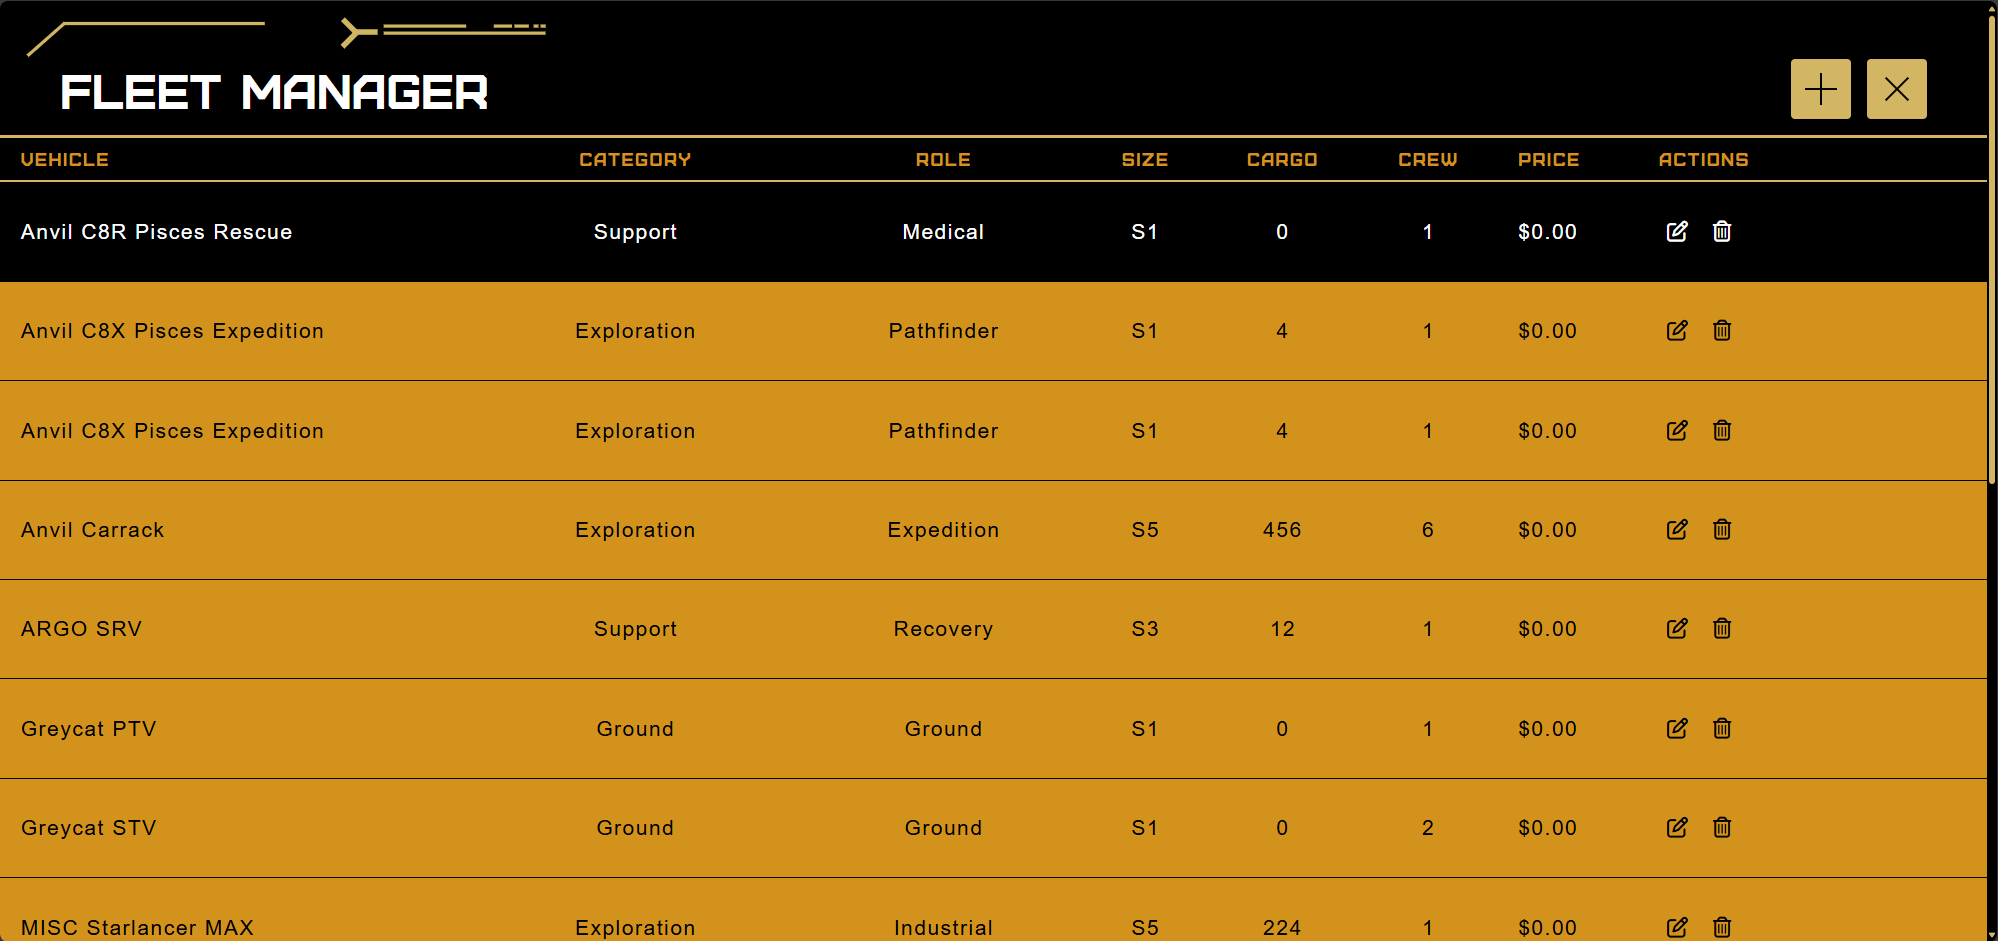 FLEET MANAGER
VEHICLE CATEGORY ROLE SIZE CARGO CREW PRICE ACTIONS
Anvil C8R Pisces Rescue Support Medical S1 0 1 $0.00
Anvil C8X Pisces Expedition Exploration Pathfinder S1 4 1 $0.00
Anvil C8X Pisces Expedition Exploration Pathfinder S1 4 1 $0.00
Anvil Carrack Exploration Expedition S5 456 6 $0.00
ARGO SRV Support Recovery S3 12 1 $0.00
Greycat PTV Ground Ground S1 0 1 $0.00
Greycat STV Ground Ground S1 0 2 $0.00
MISC Starlancer MAX Exploration Industrial S5 224 1 $0.00